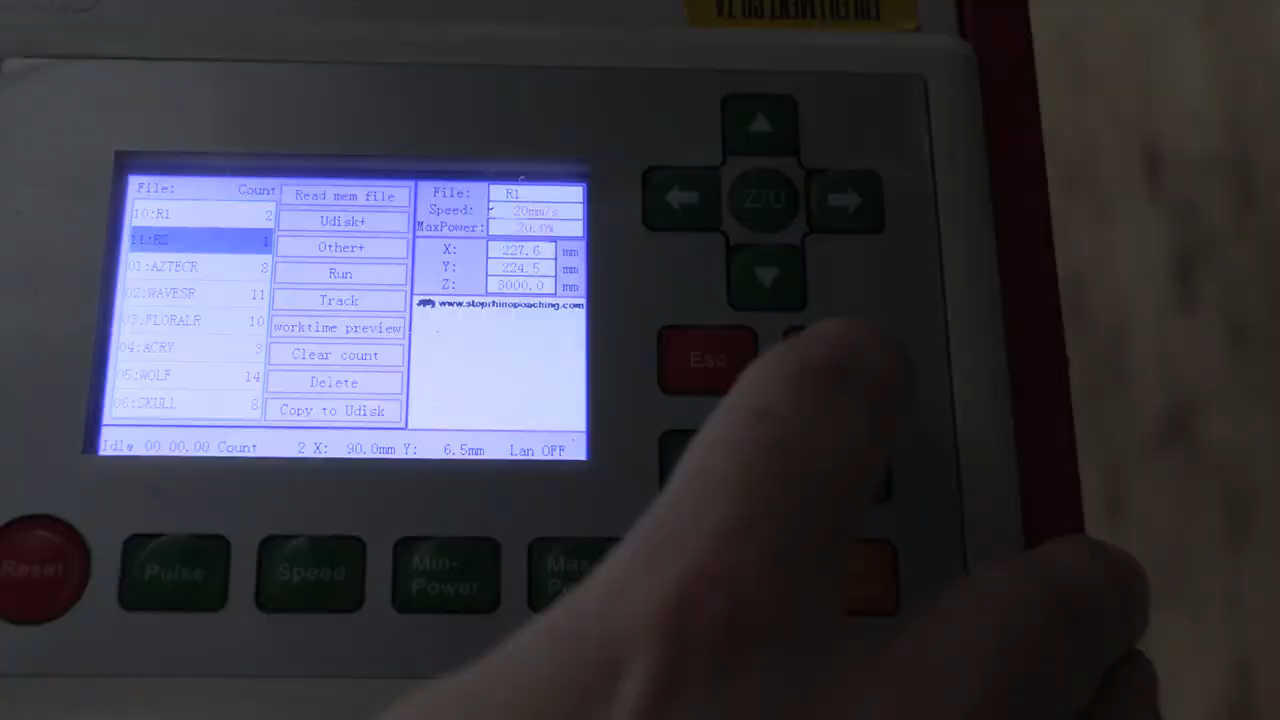 File: Count
10:R1 2
11:R2 1
01:AZTECR 8
02:WAVESR 11
03:FLORALR 10
04:ACRY 3
05:WOLF 14
06:SKULL 8
Read mem file
Udisk+
Other+
Run
Track
worktime preview
Clear count
Delete
Copy to Udisk
File: R1
Speed: 20mm/s
MaxPower: 20.0%
X: 227.6 mm
Y: 224.5 mm
Z: 3000.0 mm
www.stoprhinopoaching.com
Idle 00 00.00 Count 2 X: 90.0mm Y: 6.5mm Lan OFF
Z/U
Esc
Reset
Pulse
Speed
Min-
Power